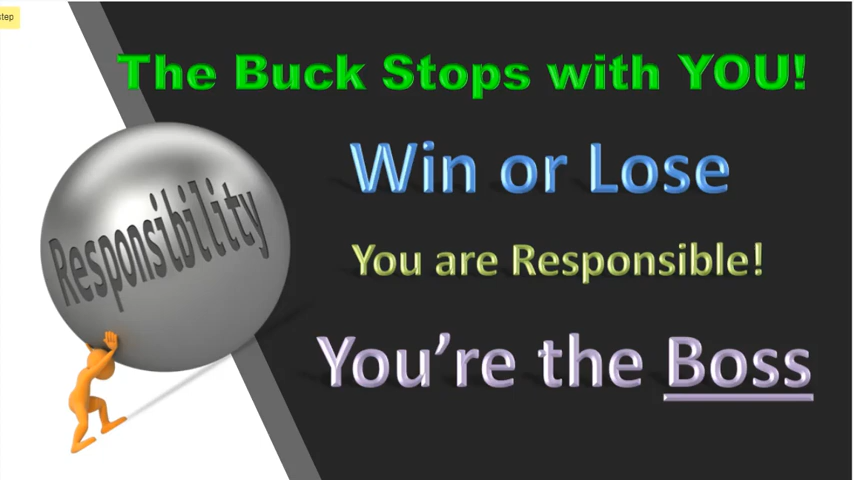 step
The Buck Stops with YOU!
Win or Lose
Responsibility
You are Responsible!
You're the Boss